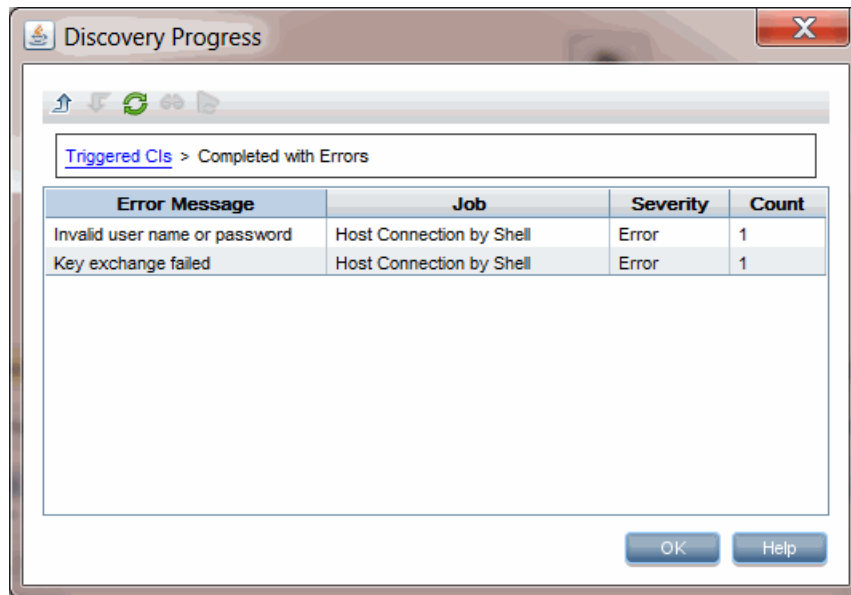 Discovery Progress
Triggered CIs > Completed with Errors
Error Message Job Severity Count
Invalid user name or password Host Connection by Shell Error 1
Key exchange failed Host Connection by Shell Error 1
OK Help